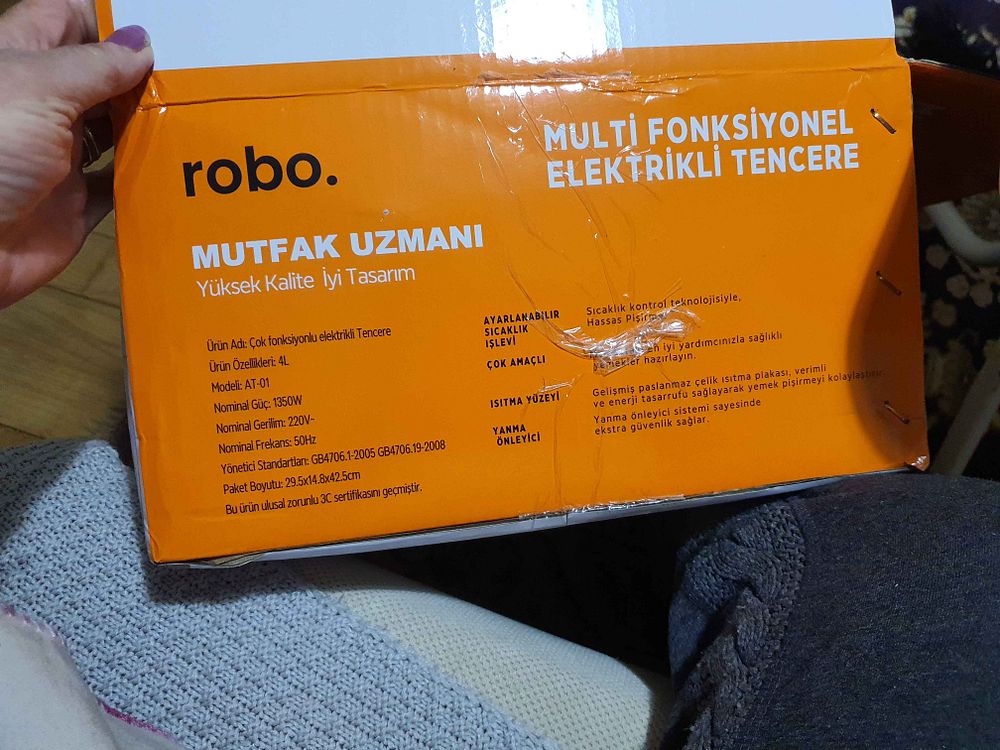 robo.
MULTİ FONKSİYONEL
ELEKTRİKLİ TENCERE
MUTFAK UZMANI
Yüksek Kalite İyi Tasarım
Ürün Adı: Çok fonksiyonlu elektrikli Tencere
Ürün Özellikleri: 4L
Modeli: AT-01
Nominal Güç: 1350W
Nominal Gerilim: 220V~
Nominal Frekans: 50Hz
Yönetici Standartları: GB4706.1-2005 GB4706.19-2008
Paket Boyutu: 29.5x14.8x42.5cm
Bu ürün ulusal zorunlu 3C sertifikasını geçmiştir.
AYARLANABİLİR
SICAKLIK
İŞLEVİ
Sıcaklık kontrol teknolojisiyle,
Hassas Pişirme
ÇOK AMAÇLI
en iyi yardımcınızla sağlıklı
yemekler hazırlayın.
ISITMA YÜZEYİ
Gelişmiş paslanmaz çelik ısıtma plakası, verimli
ve enerji tasarrufu sağlayarak yemek pişirmeyi kolaylaştırır.
YANMA
ÖNLEYİCİ
Yanma önleyici sistemi sayesinde
ekstra güvenlik sağlar.